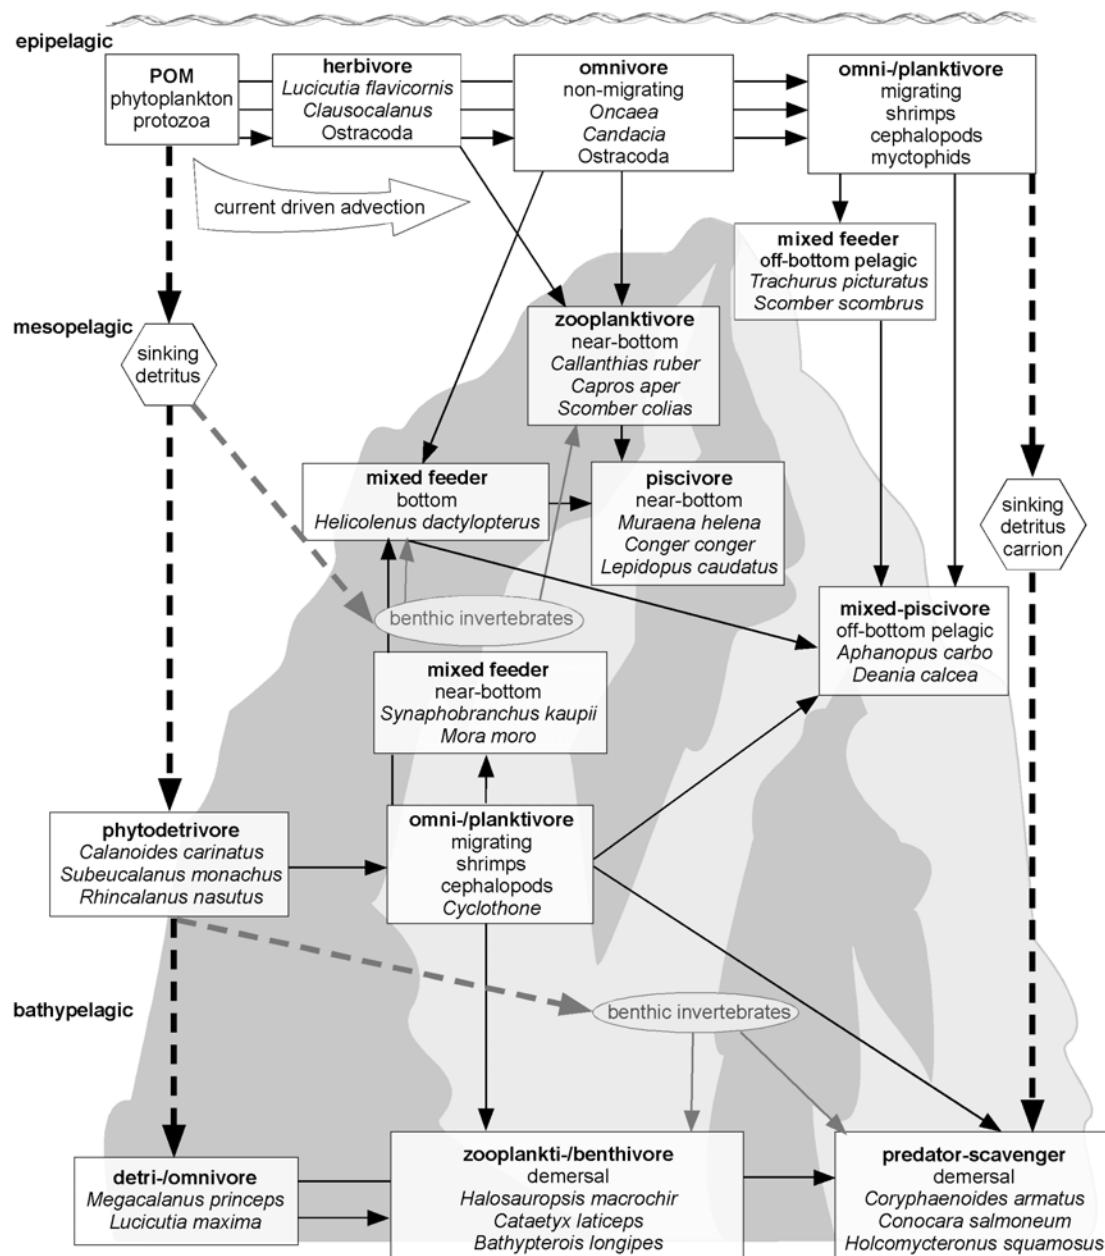 epipelagic
POM
phytoplankton
protozoa
herbivore
Lucicutia flavicornis
Clausocalanus
Ostracoda
omnivore
non-migrating
Oncaea
Candacia
Ostracoda
omni-/planktivore
migrating
shrimps
cephalopods
myctophids
current driven advection
mixed feeder
off-bottom pelagic
Trachurus picturatus
Scomber scombrus
mesopelagic
sinking
detritus
zooplanktivore
near-bottom
Callanthias ruber
Capros aper
Scomber colias
mixed feeder
bottom
Helicolenus dactylopterus
piscivore
near-bottom
Muraena helena
Conger conger
Lepidopus caudatus
sinking
detritus
carrion
benthic invertebrates
mixed-piscivore
off-bottom pelagic
Aphanopus carbo
Deania calcea
mixed feeder
near-bottom
Synaphobranchus kaupii
Mora moro
phytodetrivore
Calanoides carinatus
Subeucalanus monachus
Rhincalanus nasutus
omni-/planktivore
migrating
shrimps
cephalopods
Cyclothone
bathypelagic
benthic invertebrates
detri-/omnivore
Megacalanus princeps
Lucicutia maxima
zooplankti-/benthivore
demersal
Halosauropsis macrochir
Cataetyx laticeps
Bathypterois longipes
predator-scavenger
demersal
Coryphaenoides armatus
Conocara salmoneum
Holcomycteronus squamosus